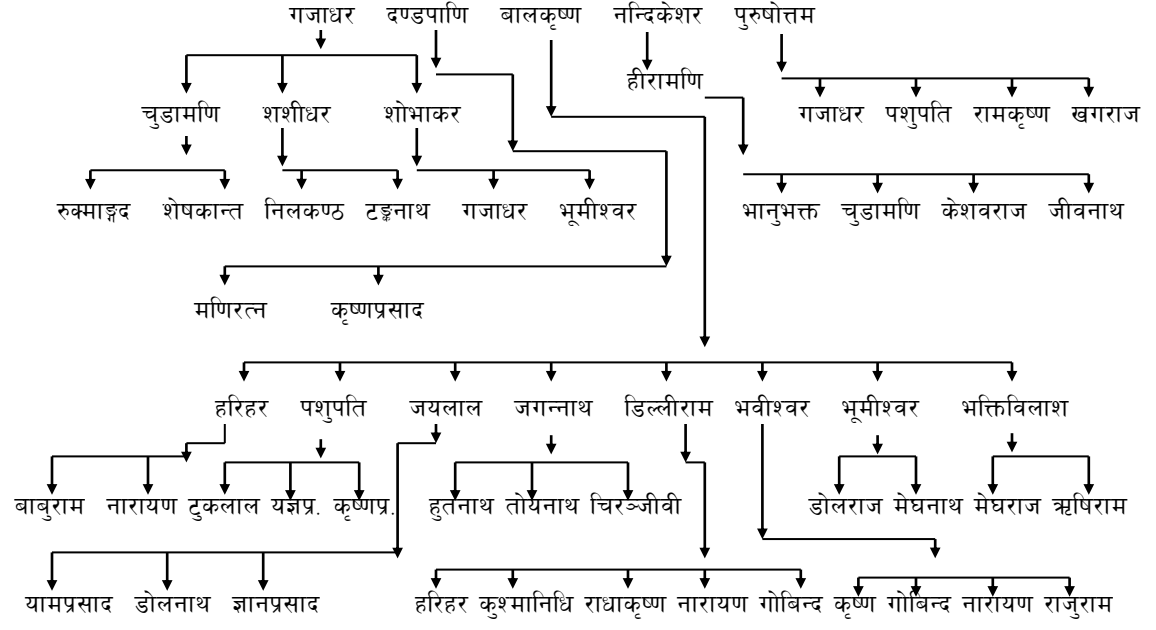 गजाधर दण्डपाणि बालकृष्ण नन्दिकेशर पुरुषोत्तम
हीरामणि
चुडामणि शशीधर शोभाकर गजाधर पशुपति रामकृष्ण खगराज
रुक्माङ्गद शेषकान्त निलकण्ठ टङ्कनाथ गजाधर भूमीश्वर भानुभक्त चुडामणि केशवराज जीवनाथ
मणिरत्न कृष्णप्रसाद
हरिहर पशुपति जयलाल जगन्नाथ डिल्लीराम भवीश्वर भूमीश्वर भक्तिविलाश
बाबुराम नारायण टुकलाल यज्ञप्र. कृष्णप्र. हुतनाथ तोयनाथ चिरञ्जीवी डोलराज मेघनाथ मेघराज ऋषिराम
यामप्रसाद डोलनाथ ज्ञानप्रसाद हरिहर कुश्मानिधि राधाकृष्ण नारायण गोबिन्द कृष्ण गोबिन्द नारायण राजुराम